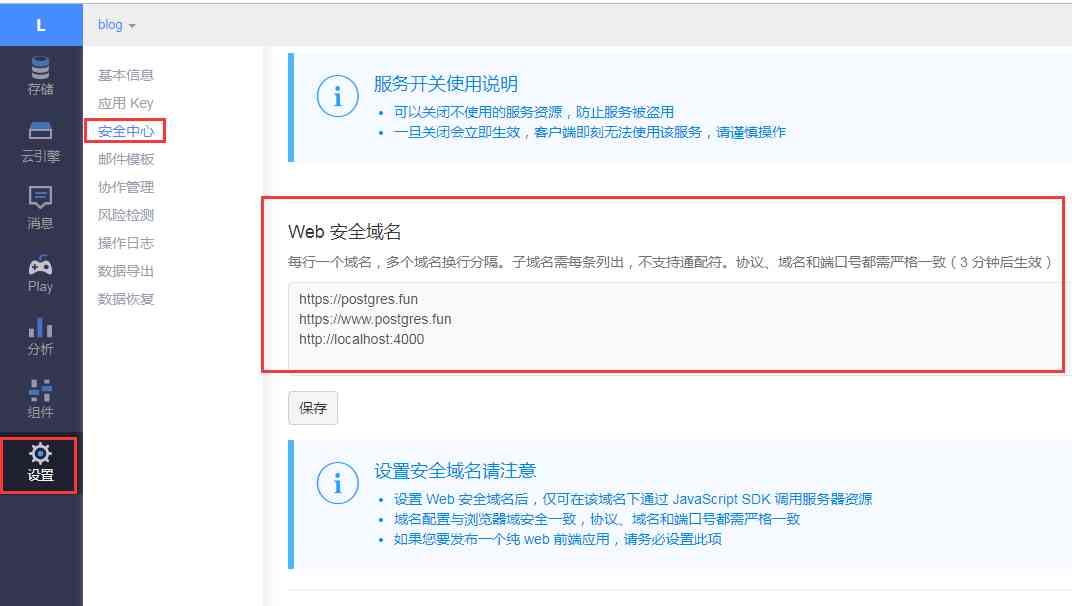 L
blog
存储
云引擎
消息
Play
分析
组件
设置
基本信息
应用 Key
安全中心
邮件模板
协作管理
风险检测
操作日志
数据导出
数据恢复
服务开关使用说明
可以关闭不使用的服务资源，防止服务被盗用
一旦关闭会立即生效，客户端即刻无法使用该服务，请谨慎操作
Web 安全域名
每行一个域名，多个域名换行分隔。子域名需每条列出，不支持通配符。协议、域名和端口号都需严格一致（3 分钟后生效）
https://postgres.fun
https://www.postgres.fun
http://localhost:4000
保存
设置安全域名请注意
设置 Web 安全域名后，仅可在该域名下通过 JavaScript SDK 调用服务器资源
域名配置与浏览器域安全一致，协议、域名和端口号都需严格一致
如果您要发布一个纯 web 前端应用，请务必设置此项